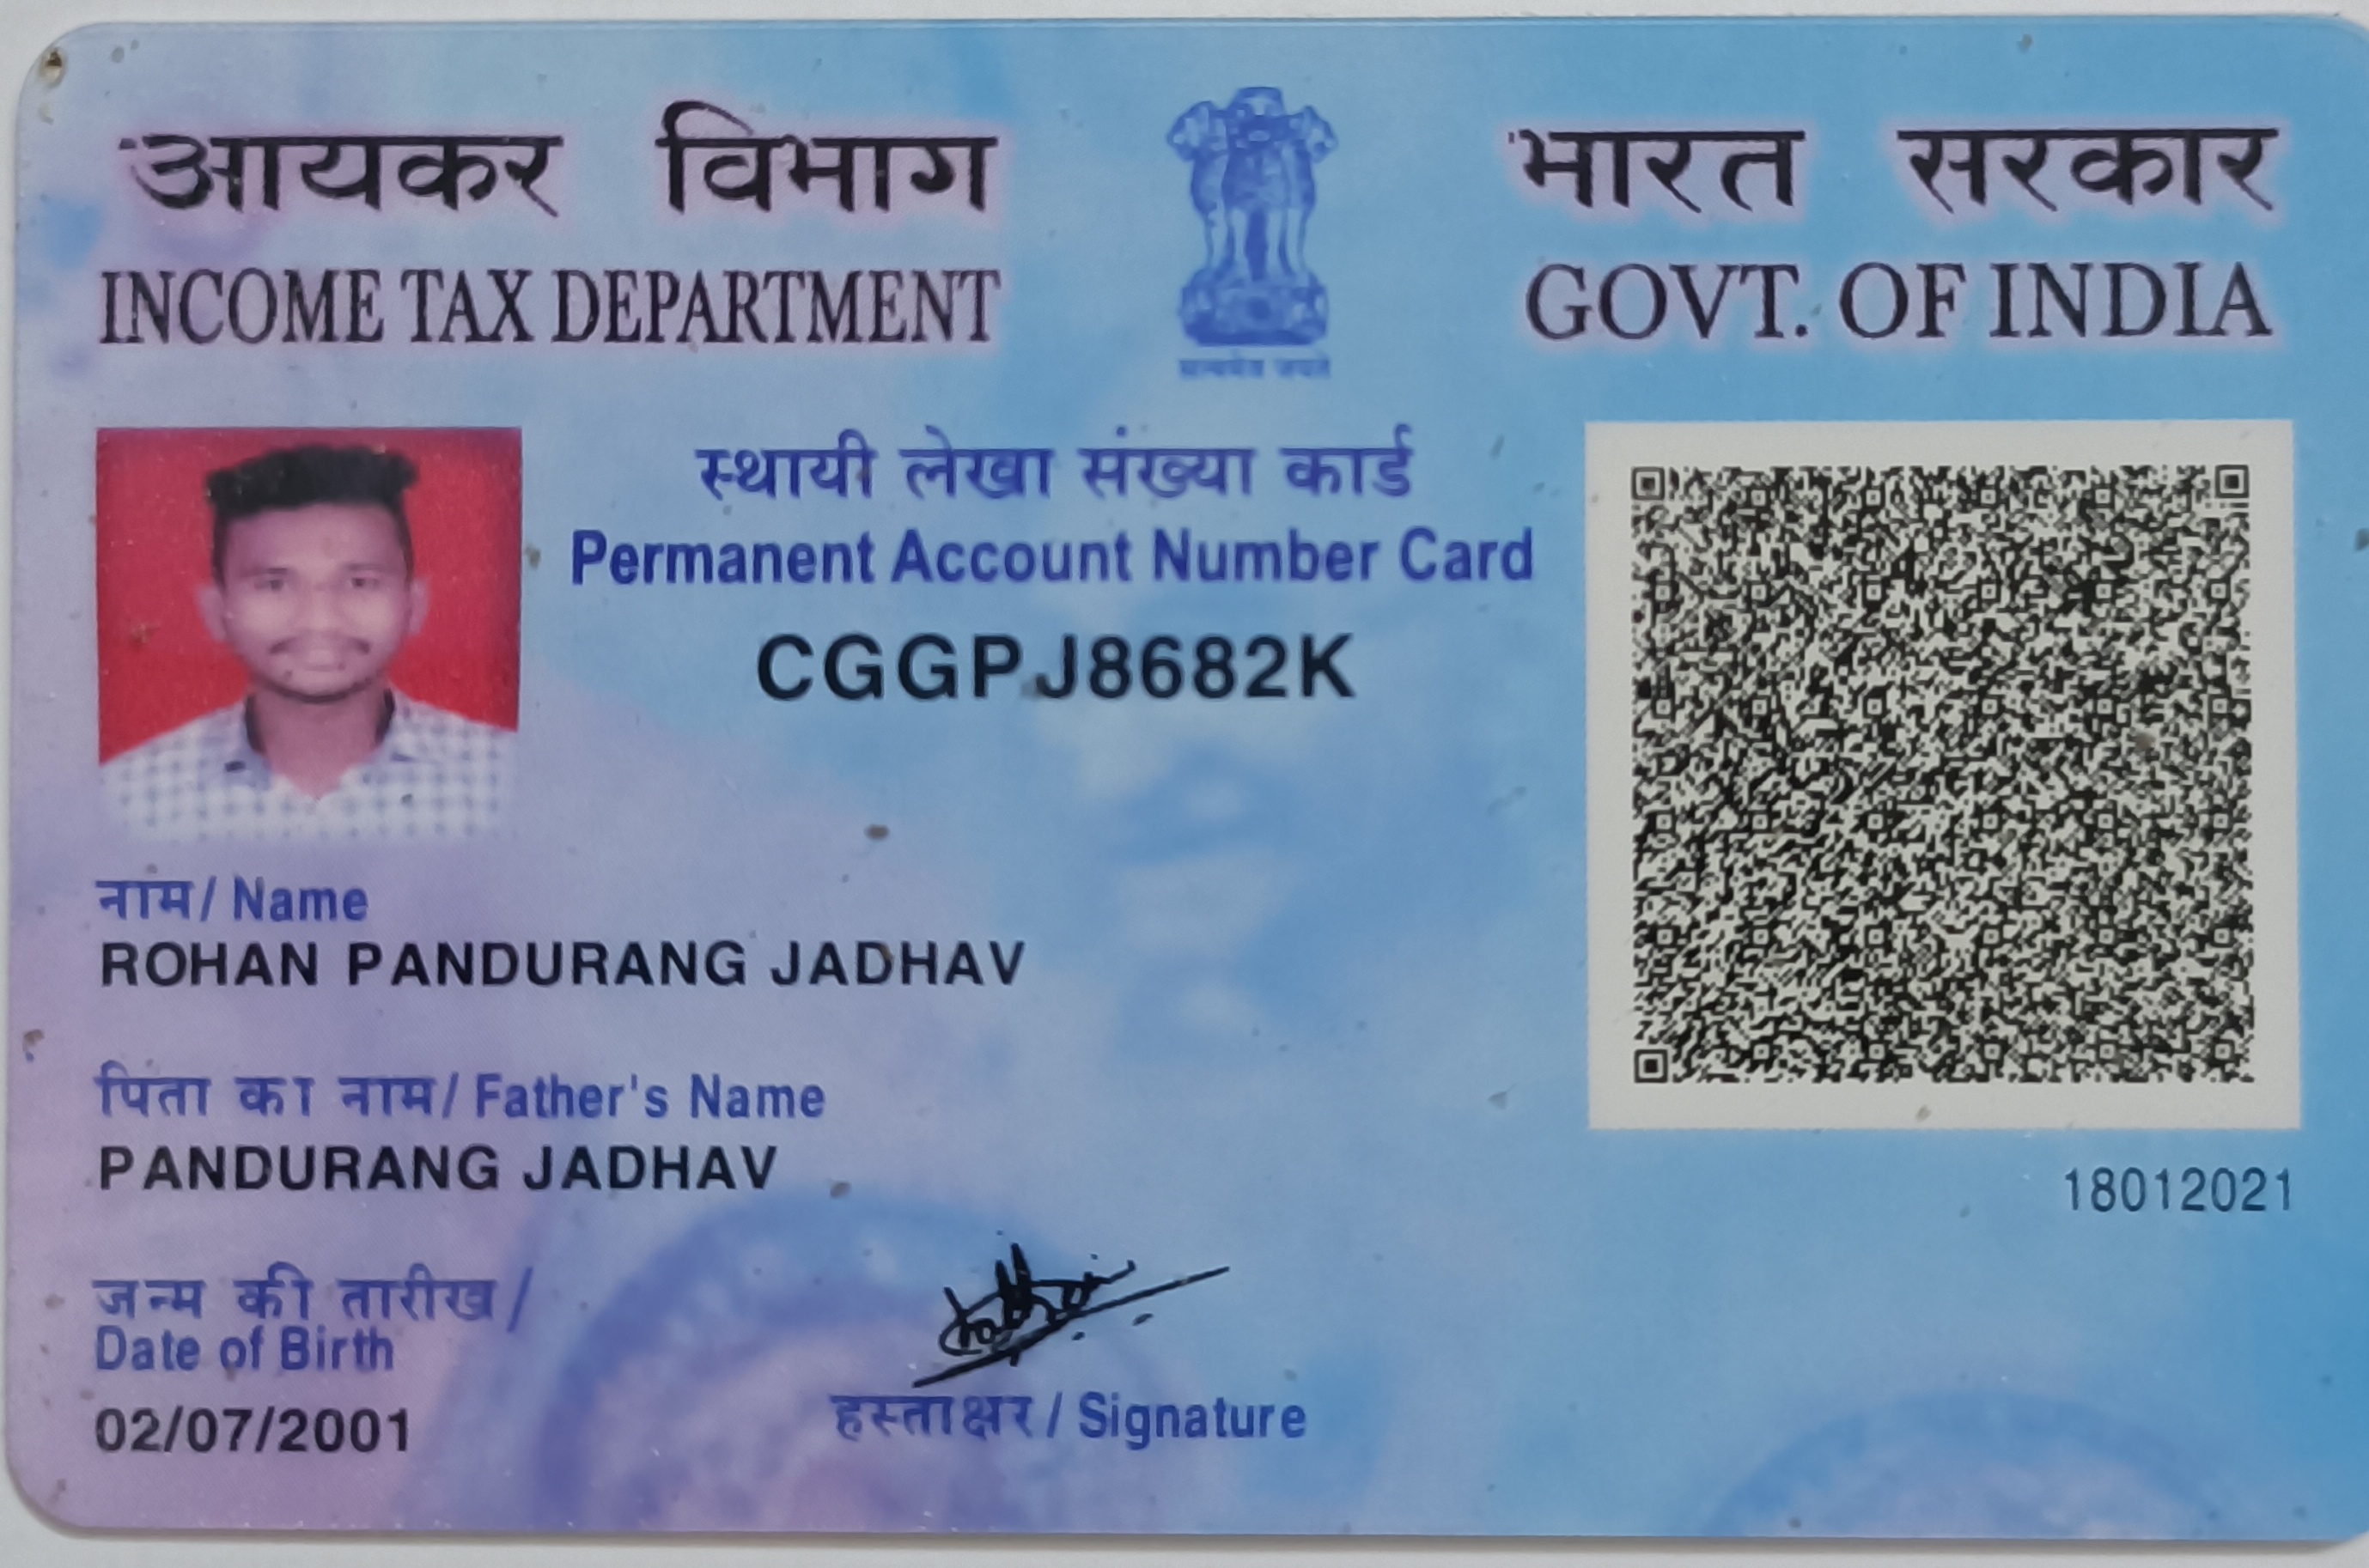 आयकर विभाग
INCOME TAX DEPARTMENT
सत्यमेव जयते
भारत सरकार
GOVT. OF INDIA
स्थायी लेखा संख्या कार्ड
Permanent Account Number Card
CGGPJ8682K
नाम / Name
ROHAN PANDURANG JADHAV
पिता का नाम / Father's Name
PANDURANG JADHAV
18012021
जन्म की तारीख /
Date of Birth
02/07/2001
हस्ताक्षर / Signature